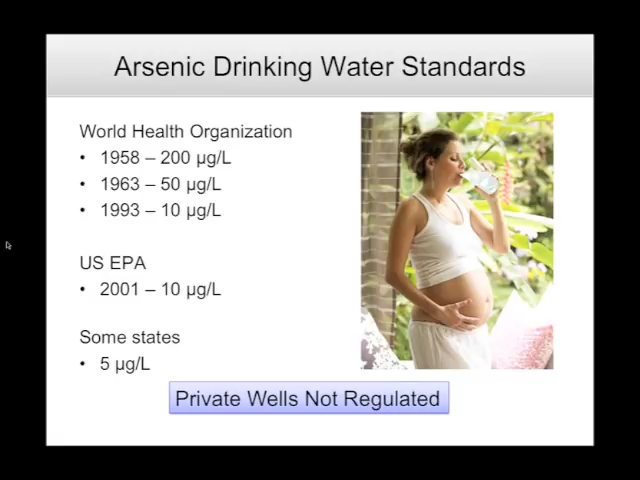 Arsenic Drinking Water Standards
World Health Organization
• 1958 – 200 µg/L
• 1963 – 50 µg/L
• 1993 – 10 µg/L
US EPA
• 2001 – 10 µg/L
Some states
• 5 µg/L
Private Wells Not Regulated